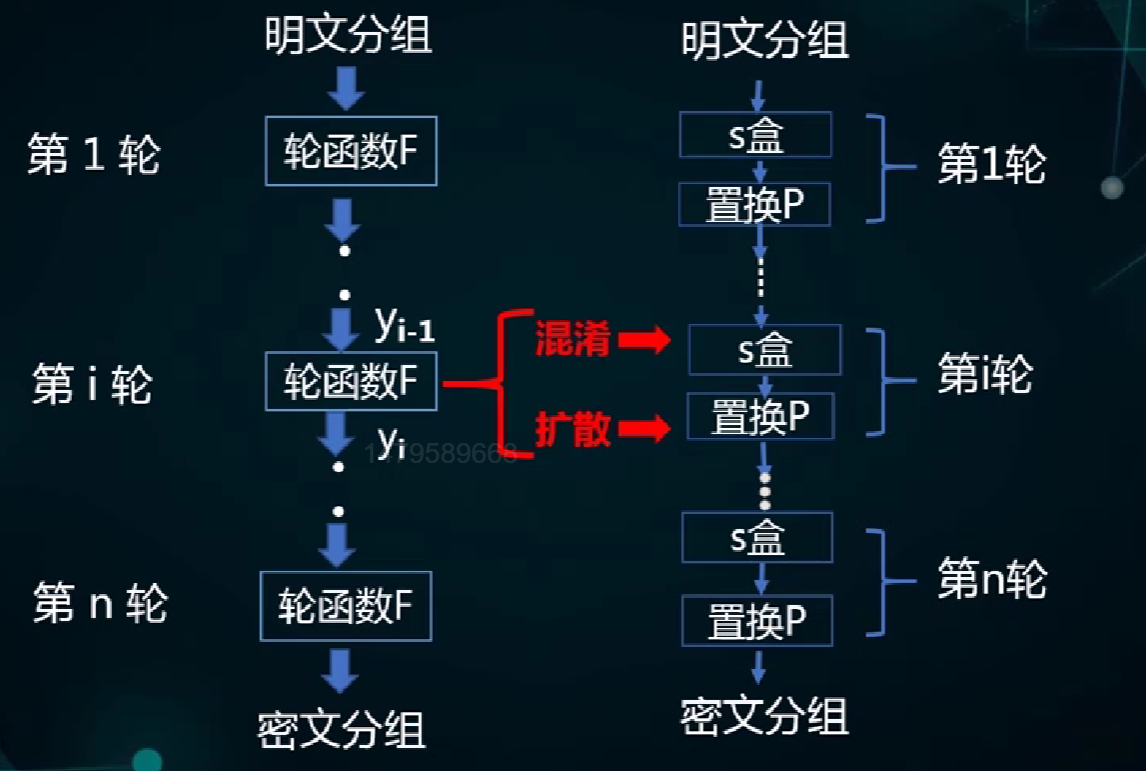 明文分组
第 1 轮
轮函数F
yi-1
第 i 轮
轮函数F
yi
第 n 轮
轮函数F
密文分组
混淆
扩散
明文分组
s盒
置换P
第1轮
s盒
置换P
第i轮
s盒
置换P
第n轮
密文分组